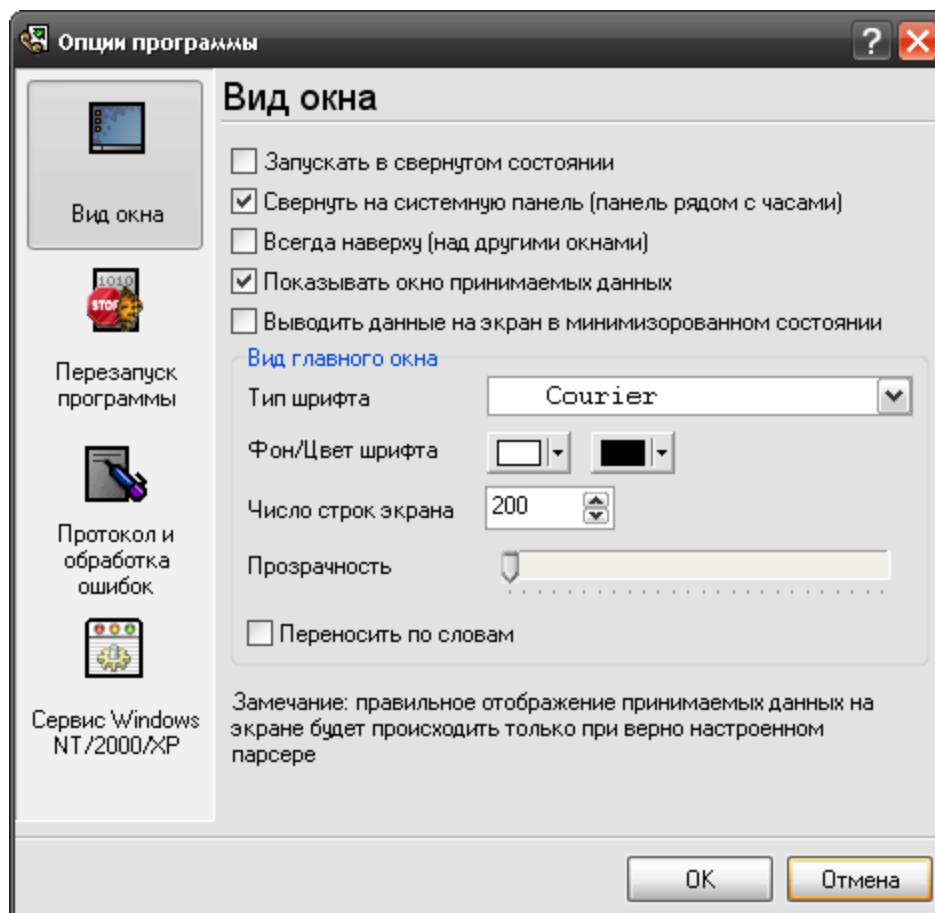 Опции программы
Вид окна
Вид окна
Запускать в свернутом состоянии
Свернуть на системную панель (панель рядом с часами)
Всегда наверху (над другими окнами)
Показывать окно принимаемых данных
Выводить данные на экран в минимизорованном состоянии
Перезапуск
программы
Протокол и
обработка
ошибок
Сервис Windows
NT/2000/XP
Вид главного окна
Тип шрифта
Courier
Фон/Цвет шрифта
Число строк экрана
200
Прозрачность
Переносить по словам
Замечание: правильное отображение принимаемых данных на
экране будет происходить только при верно настроенном
парсере
OK
Отмена
1010
STOP